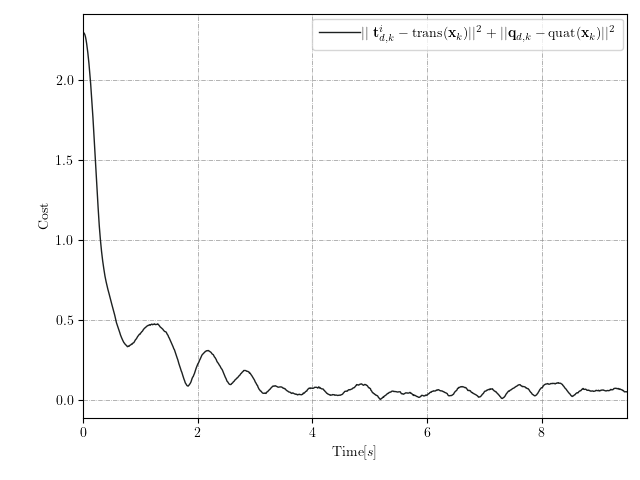 || t^i_{d,k} − trans(x_k)||² + ||q_{d,k} − quat(x_k)||²
2.0
1.5
1.0
0.5
0.0
Cost
0 2 4 6 8
Time[s]